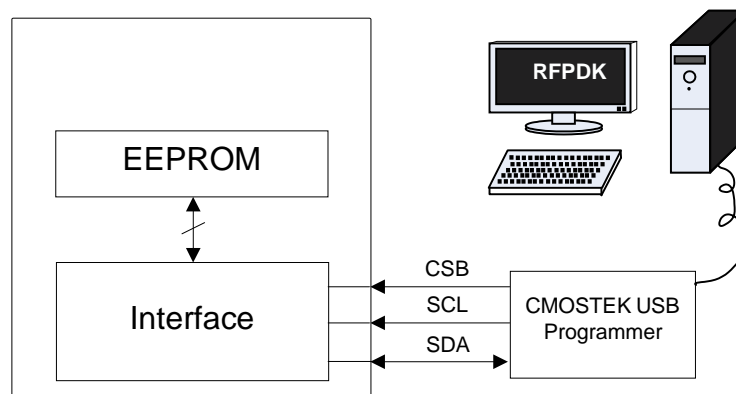 RFPDK
EEPROM
CSB
SCL
SDA
Interface
CMOSTEK USB
Programmer